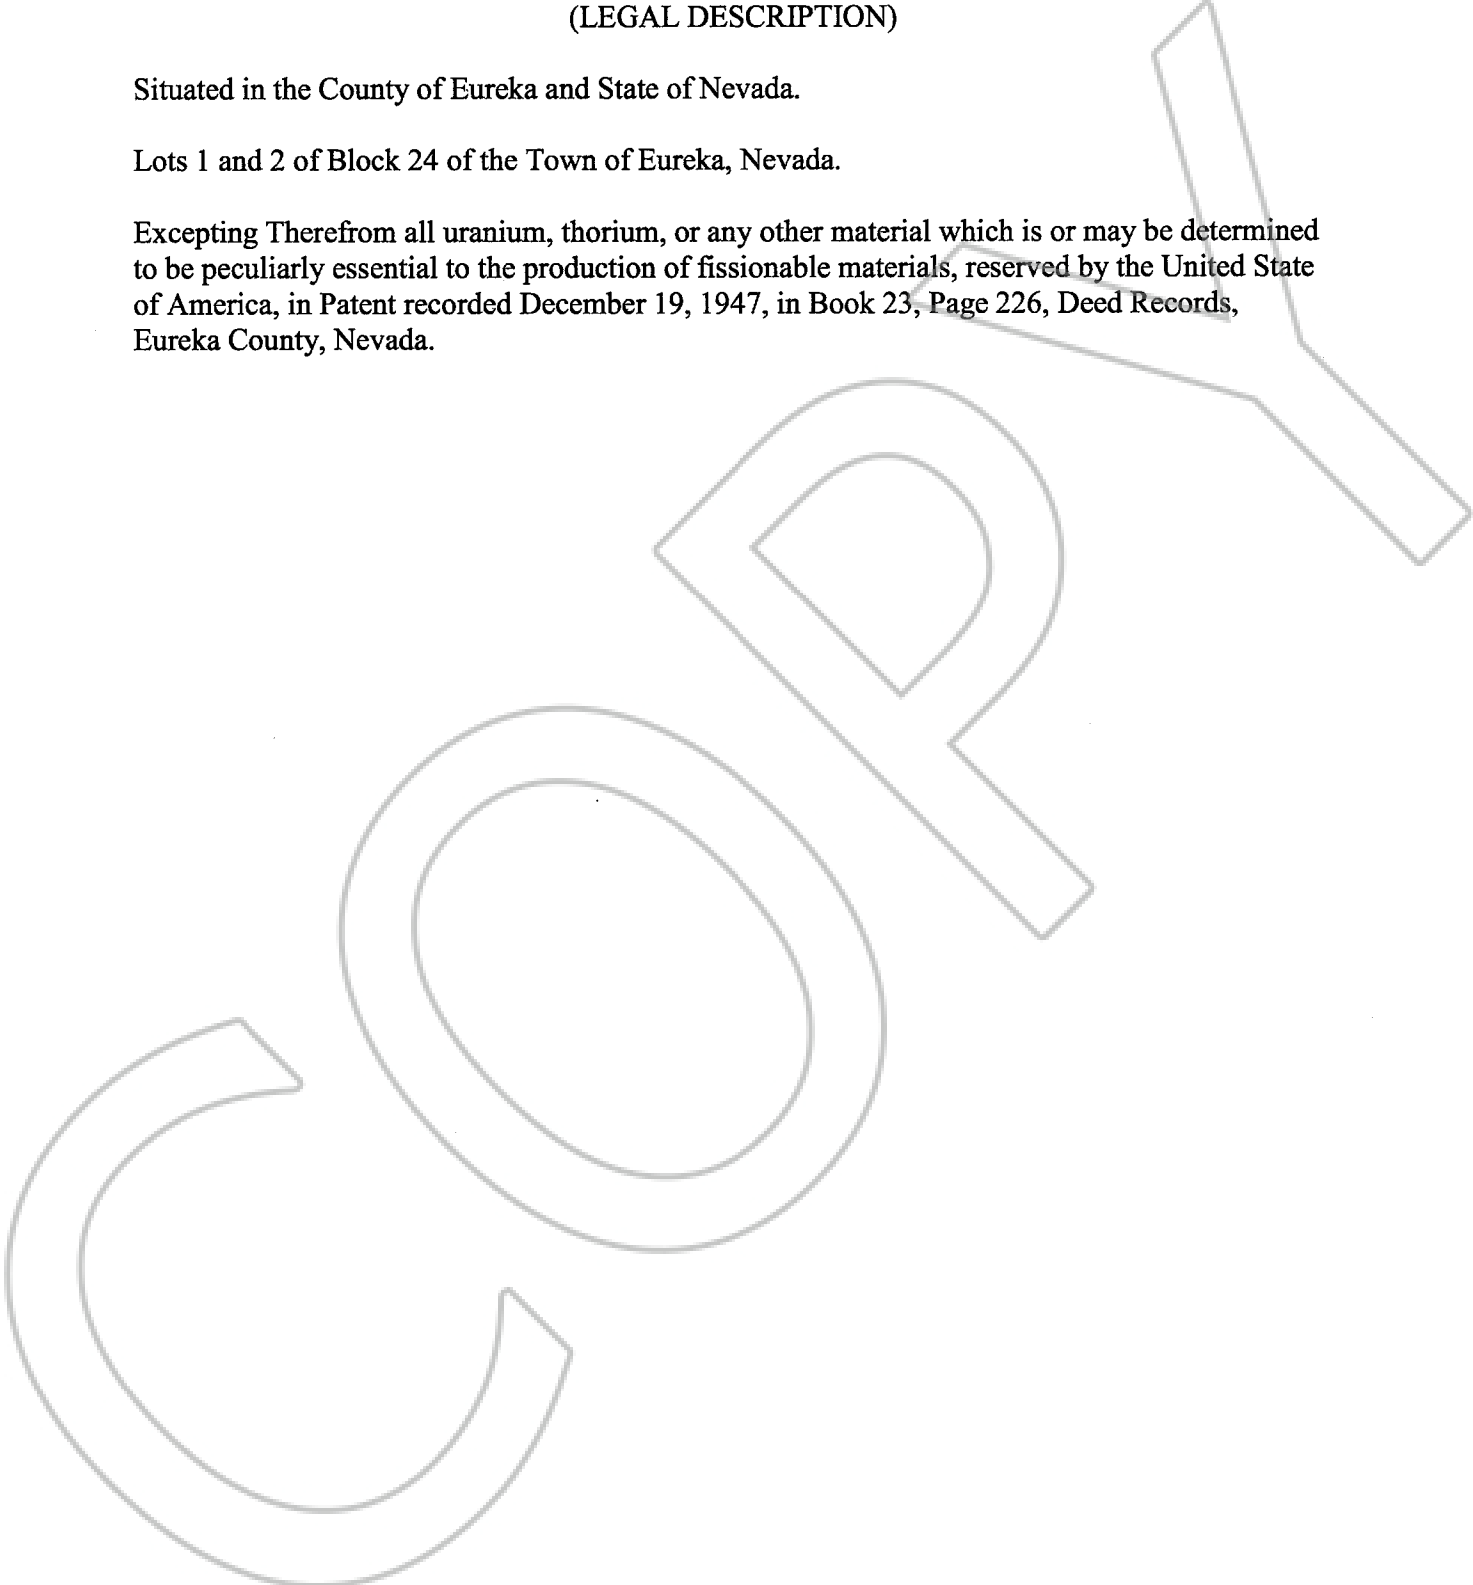 (LEGAL DESCRIPTION)
Situated in the County of Eureka and State of Nevada.
Lots 1 and 2 of Block 24 of the Town of Eureka, Nevada.
Excepting Therefrom all uranium, thorium, or any other material which is or may be determined
to be peculiarly essential to the production of fissionable materials, reserved by the United State
of America, in Patent recorded December 19, 1947, in Book 23, Page 226, Deed Records,
Eureka County, Nevada.
COPY